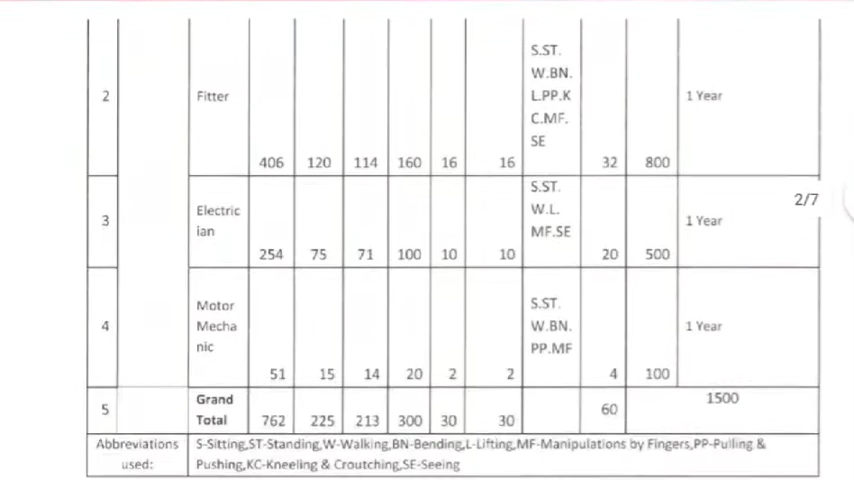 S.ST.
W.BN.
2 Fitter L.PP.K 1 Year
C.MF.
SE
406 120 114 160 16 16 32 800
S.ST.
2/7
3 Electric W.L. 1 Year
ian MF.SE
254 75 71 100 10 10 20 500
Motor S.ST.
4 Mecha W.BN. 1 Year
nic PP.MF
51 15 14 20 2 2 4 100
5 Grand 60 1500
Total 762 225 213 300 30 30
Abbreviations S-Sitting,ST-Standing,W-Walking,BN-Bending,L-Lifting,MF-Manipulations by Fingers,PP-Pulling &
used: Pushing,KC-Kneeling & Croutching,SE-Seeing